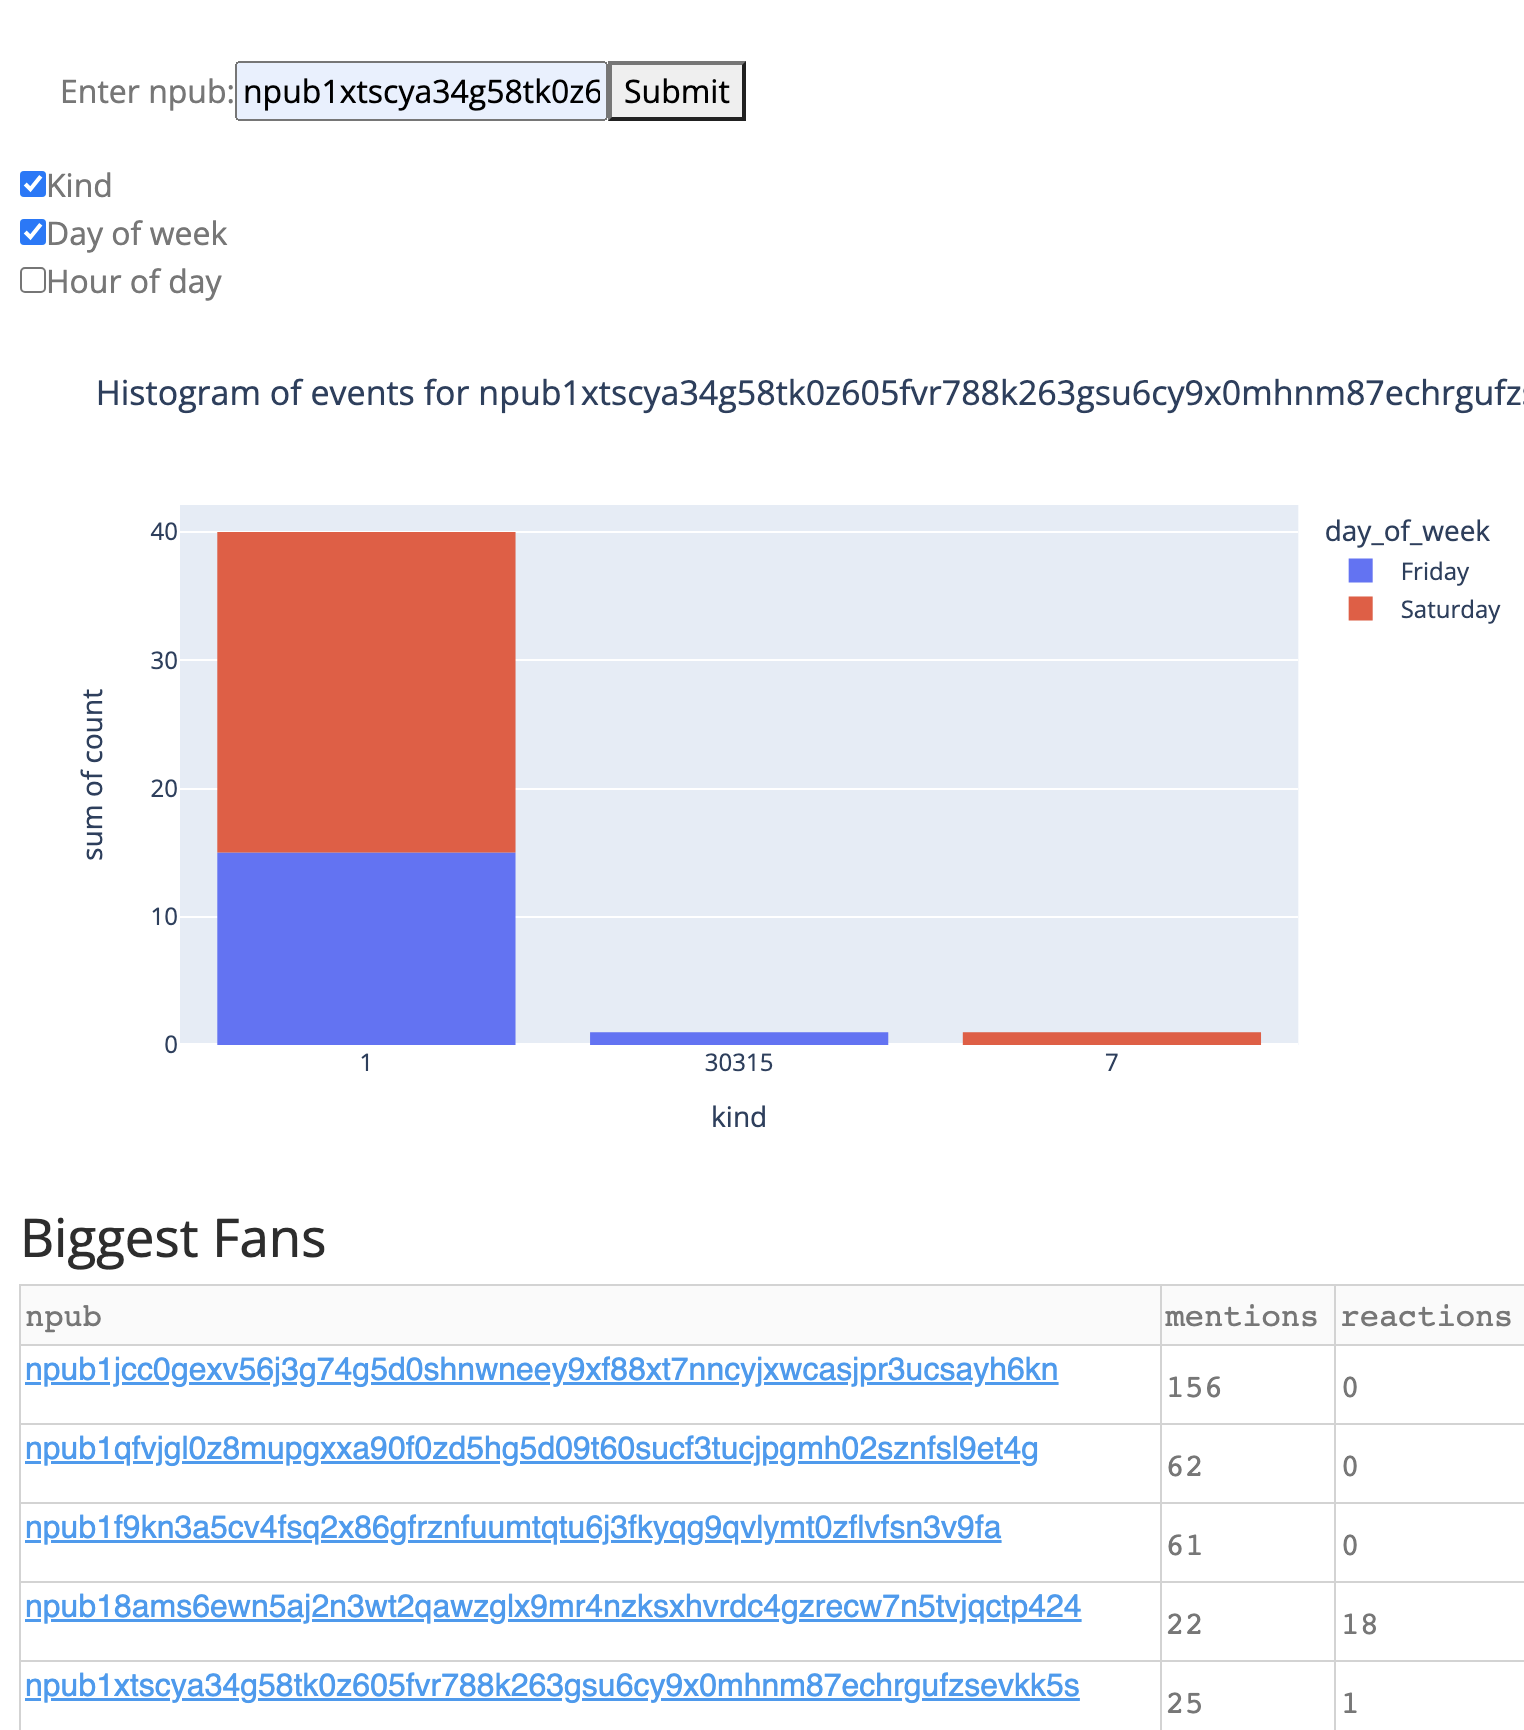 Enter npub: npub1xtscya34g58tk0z6 Submit
Kind
Day of week
Hour of day
Histogram of events for npub1xtscya34g58tk0z605fvr788k263gsu6cy9x0mhnm87echrgufzs
day_of_week
Friday
Saturday
40
30
20
10
0
sum of count
1 30315 7
kind
Biggest Fans
npub mentions reactions
npub1jcc0gexv56j3g74g5d0shnwneey9xf88xt7nncyjxwcasjpr3ucsayh6kn 156 0
npub1qfvjgl0z8mupgxxa90f0zd5hg5d09t60sucf3tucjpgmh02sznfsl9et4g 62 0
npub1f9kn3a5cv4fsq2x86gfrznfuumtqtu6j3fkyqg9qvlymt0zflvfsn3v9fa 61 0
npub18ams6ewn5aj2n3wt2qawzglx9mr4nzksxhvrdc4gzrecw7n5tvjqctp424 22 18
npub1xtscya34g58tk0z605fvr788k263gsu6cy9x0mhnm87echrgufzsevkk5s 25 1